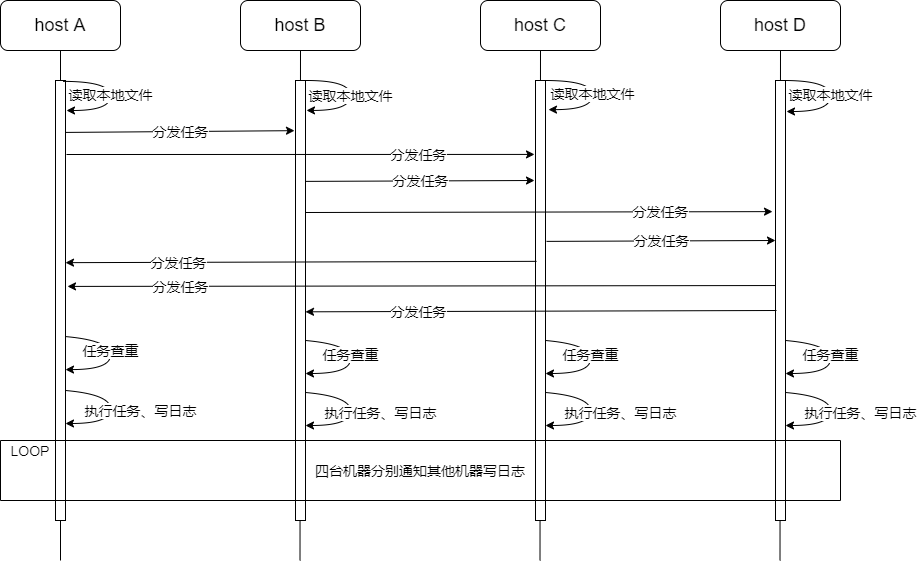 host A
host B
host C
host D
读取本地文件
读取本地文件
读取本地文件
读取本地文件
分发任务
分发任务
分发任务
分发任务
分发任务
分发任务
分发任务
分发任务
任务查重
任务查重
任务查重
任务查重
执行任务、写日志
执行任务、写日志
执行任务、写日志
执行任务、写日志
LOOP
四台机器分别通知其他机器写日志